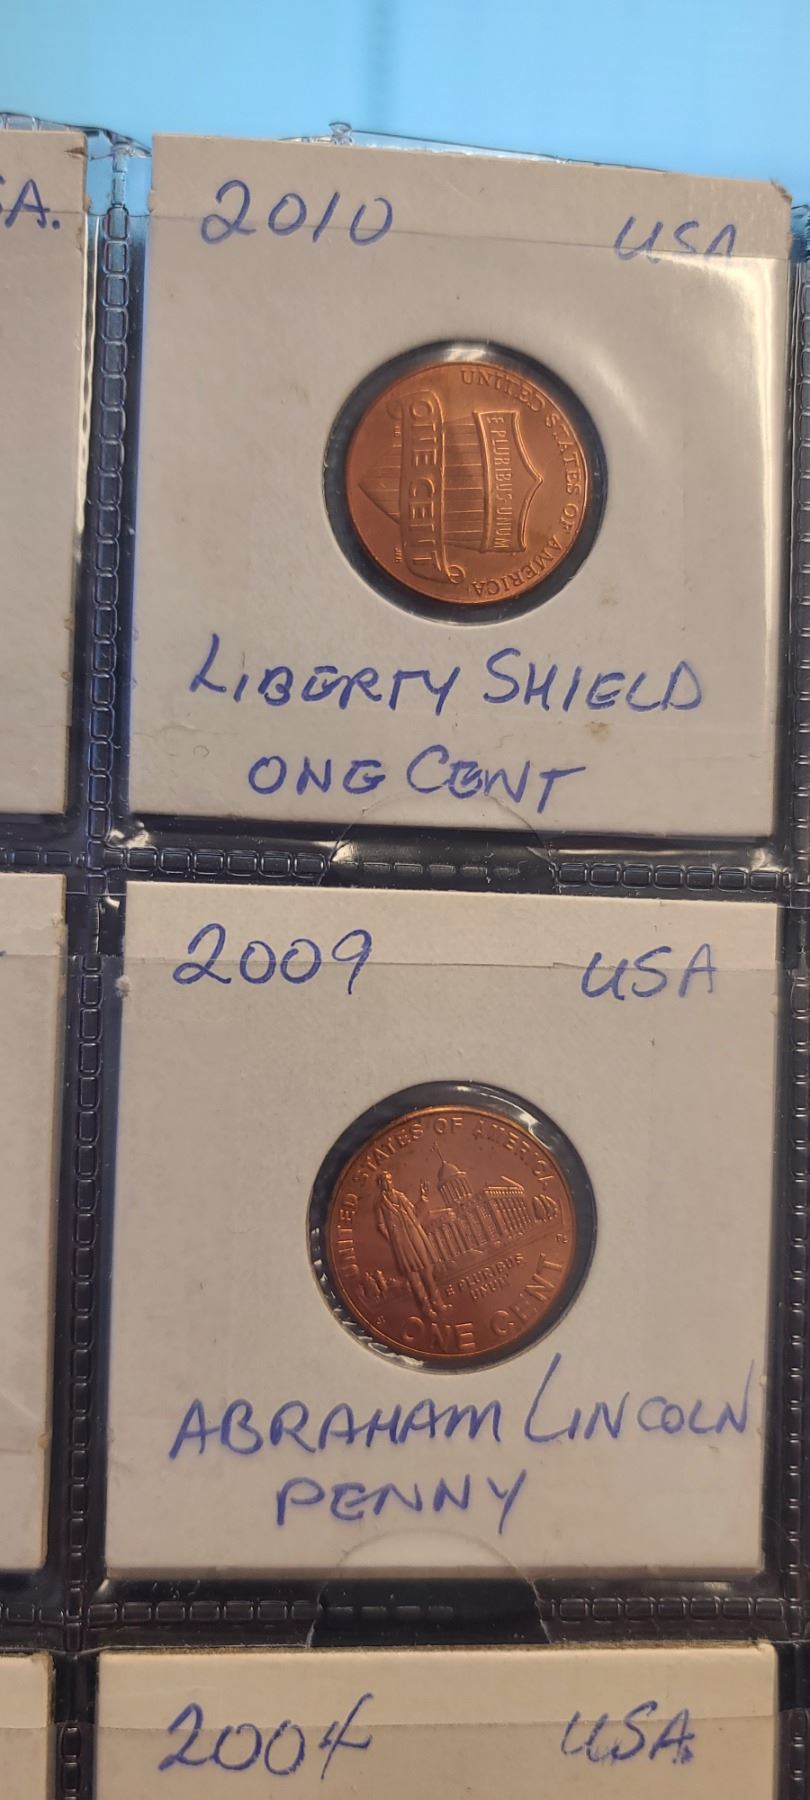 SA.
2010 USA
UNITED STATES OF AMERICA
E PLURIBUS UNUM
ONE CENT
LIBERTY SHIELD
ONE CENT
2009 USA
UNITED STATES OF AMERICA
E PLURIBUS
UNUM
ONE CENT
ABRAHAM LINCOLN
PENNY
2004 USA